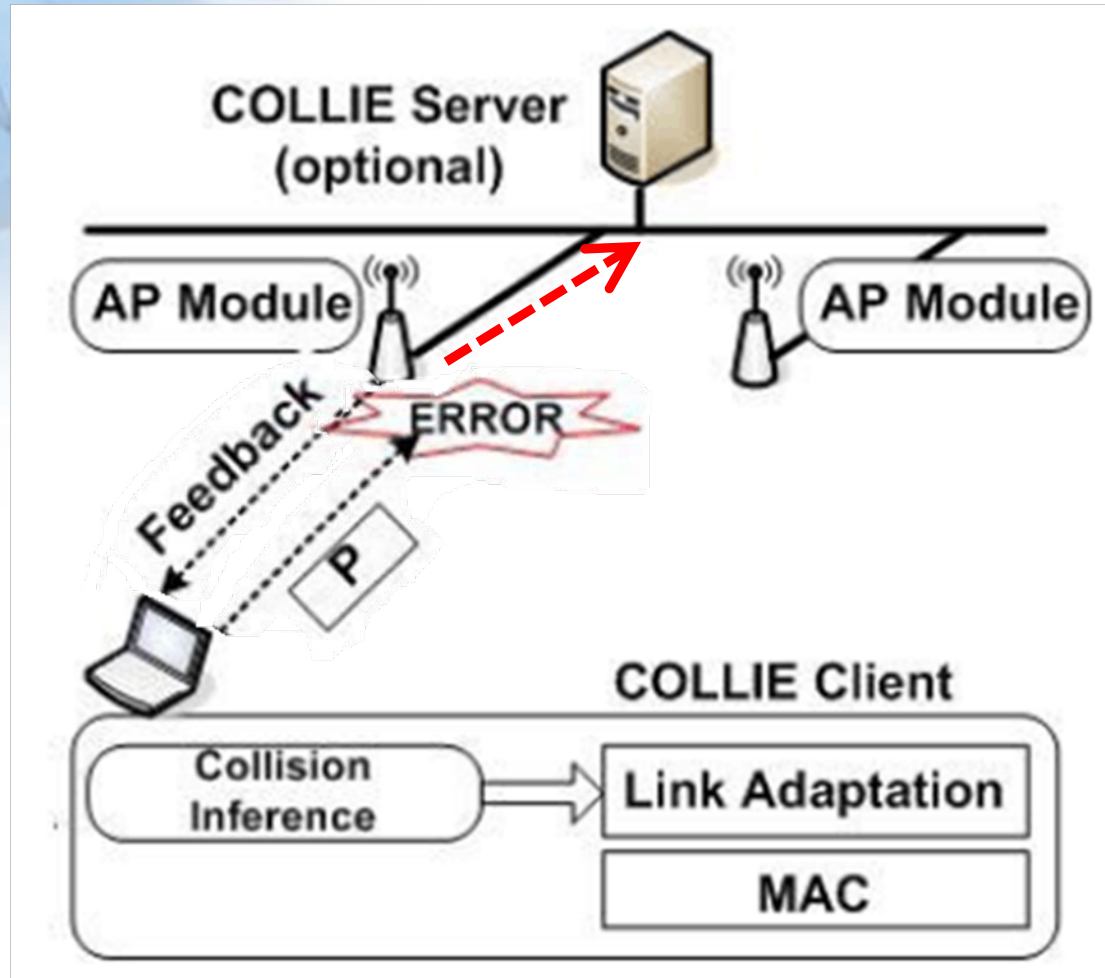 COLLIE Server
(optional)
AP Module
AP Module
ERROR
Feedback
P
COLLIE Client
Collision
Inference
Link Adaptation
MAC